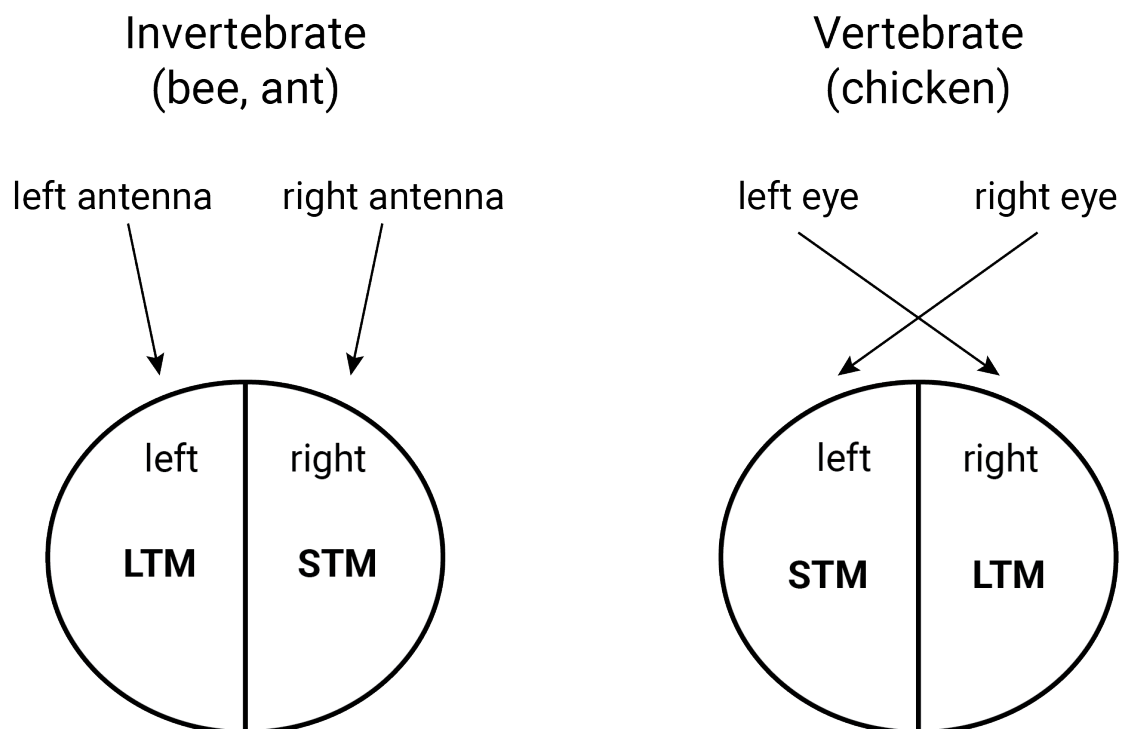 Invertebrate
(bee, ant)
left antenna
right antenna
left
right
LTM
STM
Vertebrate
(chicken)
left eye
right eye
left
right
STM
LTM